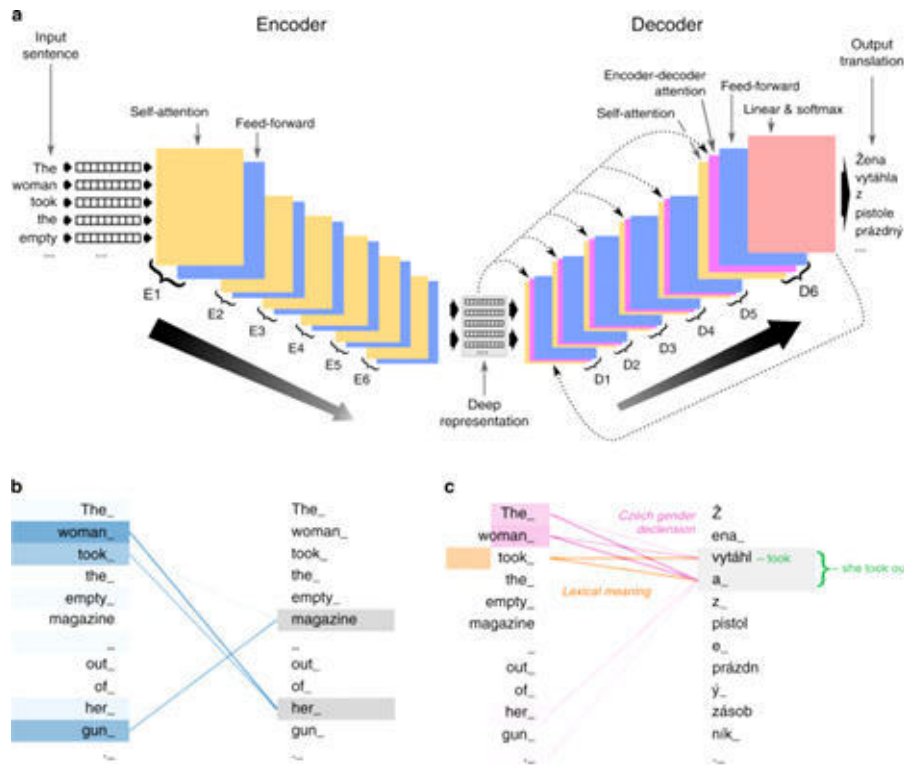 a
Encoder
Decoder
Input
sentence
Self-attention
Feed-forward
Encoder-decoder
attention
Self-attention
Feed-forward
Linear & softmax
Output
translation
The
woman
took
the
empty
...
...
E1
E2
E3
E4
E5
E6
Deep
representation
D1
D2
D3
D4
D5
D6
Žena
vytáhla
z
pistole
prázdný
...
b
The_
woman_
took_
the_
empty_
magazine
_
out_
of_
her_
gun_
._
The_
woman_
took_
the_
empty_
magazine
_
out_
of_
her_
gun_
._
c
The_
woman_
took_
the_
empty_
magazine
_
out_
of_
her_
gun_
._
Czech gender
declension
Lexical meaning
Ž
ena_
vytáhl – took
a_
z_
pistol
e_
prázdn
ý_
zásob
ník_
._
she took ou